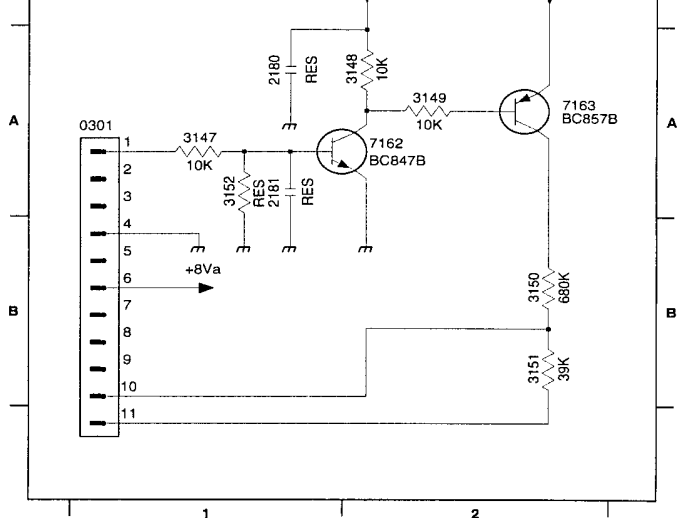 2180
RES
3148
10K
3149
10K
7163
BC857B
A
A
0301
1
3147
10K
7162
BC847B
2
3
3152
RES
2181
RES
4
5
+8Va
6
3150
680K
B
B
7
8
9
3151
39K
10
11
1
2